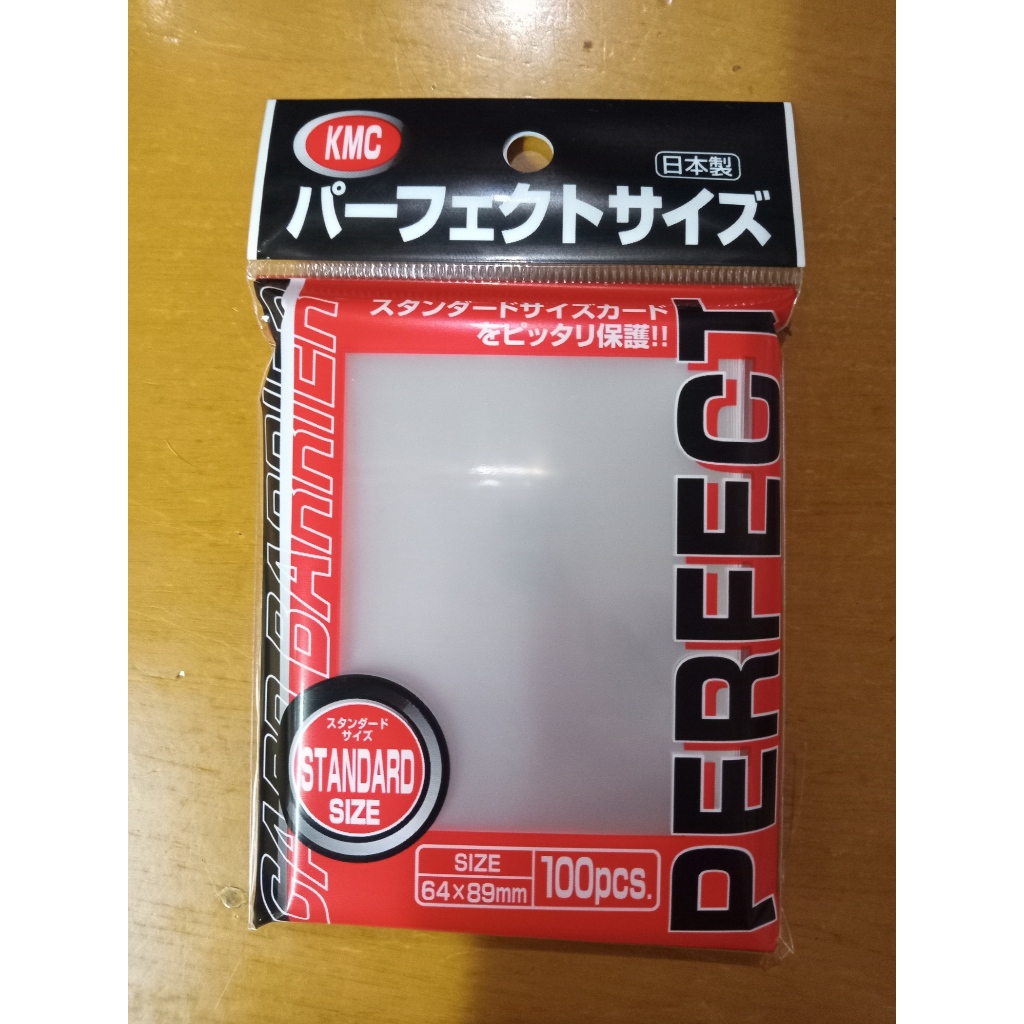 KMC
日本製
パーフェクトサイズ
スタンダードサイズカード
をピッタリ保護!!
PERFECT
CARD BARRIER
CARD BARRIER
スタンダード
サイズ
STANDARD
SIZE
SIZE
64×89mm
100pcs.